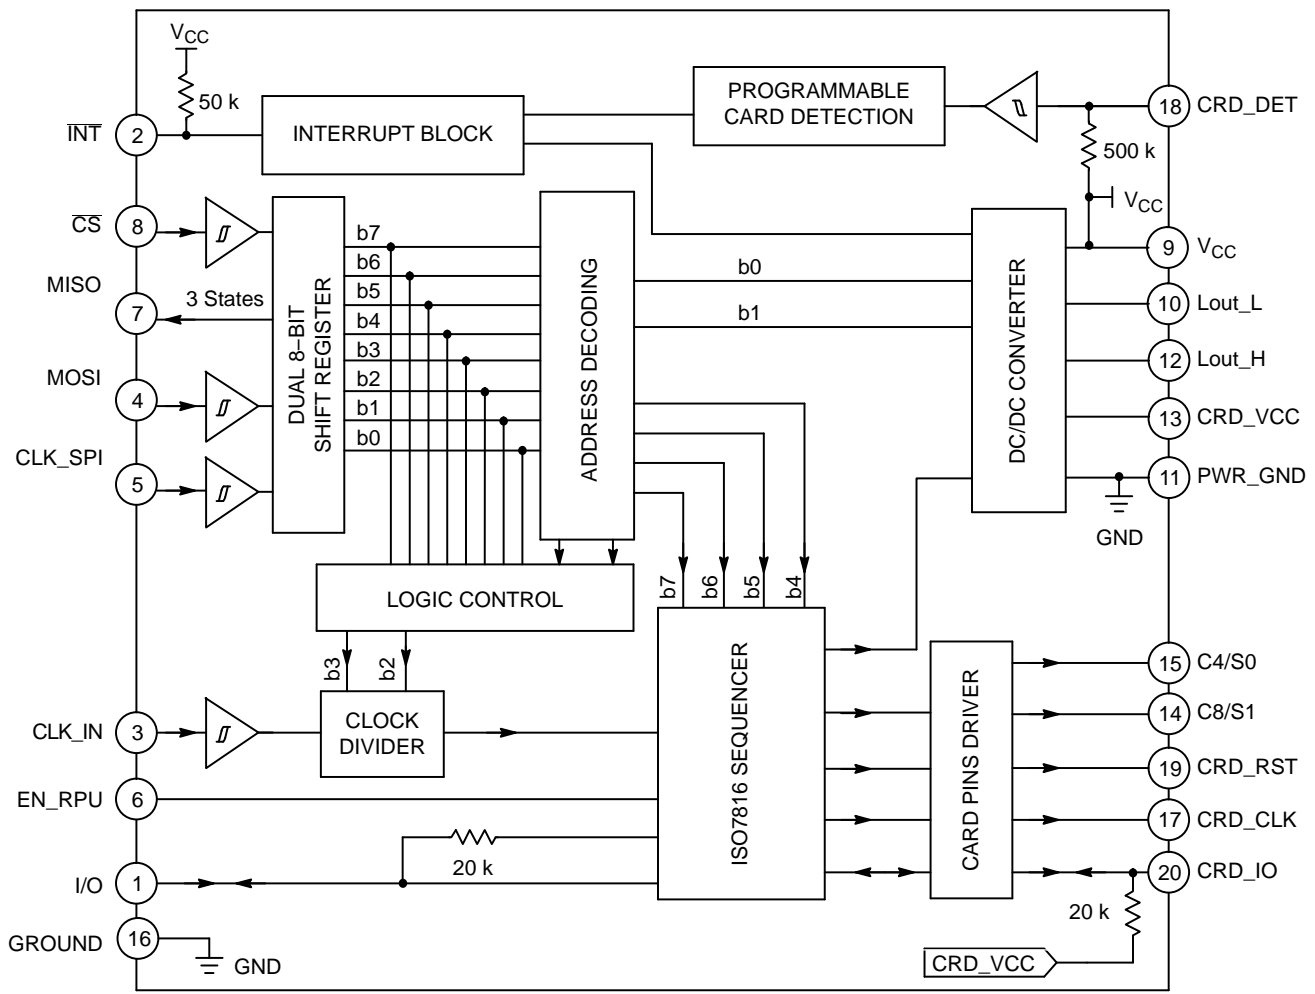 VCC
50 k
INT
2
INTERRUPT BLOCK
PROGRAMMABLE
CARD DETECTION
18
CRD_DET
500 k
VCC
CS
8
MISO
7
3 States
MOSI
4
CLK_SPI
5
DUAL 8–BIT
SHIFT REGISTER
b7
b6
b5
b4
b3
b2
b1
b0
ADDRESS DECODING
b0
b1
DC/DC CONVERTER
9
VCC
10
Lout_L
12
Lout_H
13
CRD_VCC
11
PWR_GND
GND
LOGIC CONTROL
b7
b6
b5
b4
b3
b2
CLK_IN
3
CLOCK
DIVIDER
EN_RPU
6
20 k
I/O
1
GROUND
16
GND
ISO7816 SEQUENCER
CARD PINS DRIVER
15
C4/S0
14
C8/S1
19
CRD_RST
17
CRD_CLK
20
CRD_IO
20 k
CRD_VCC